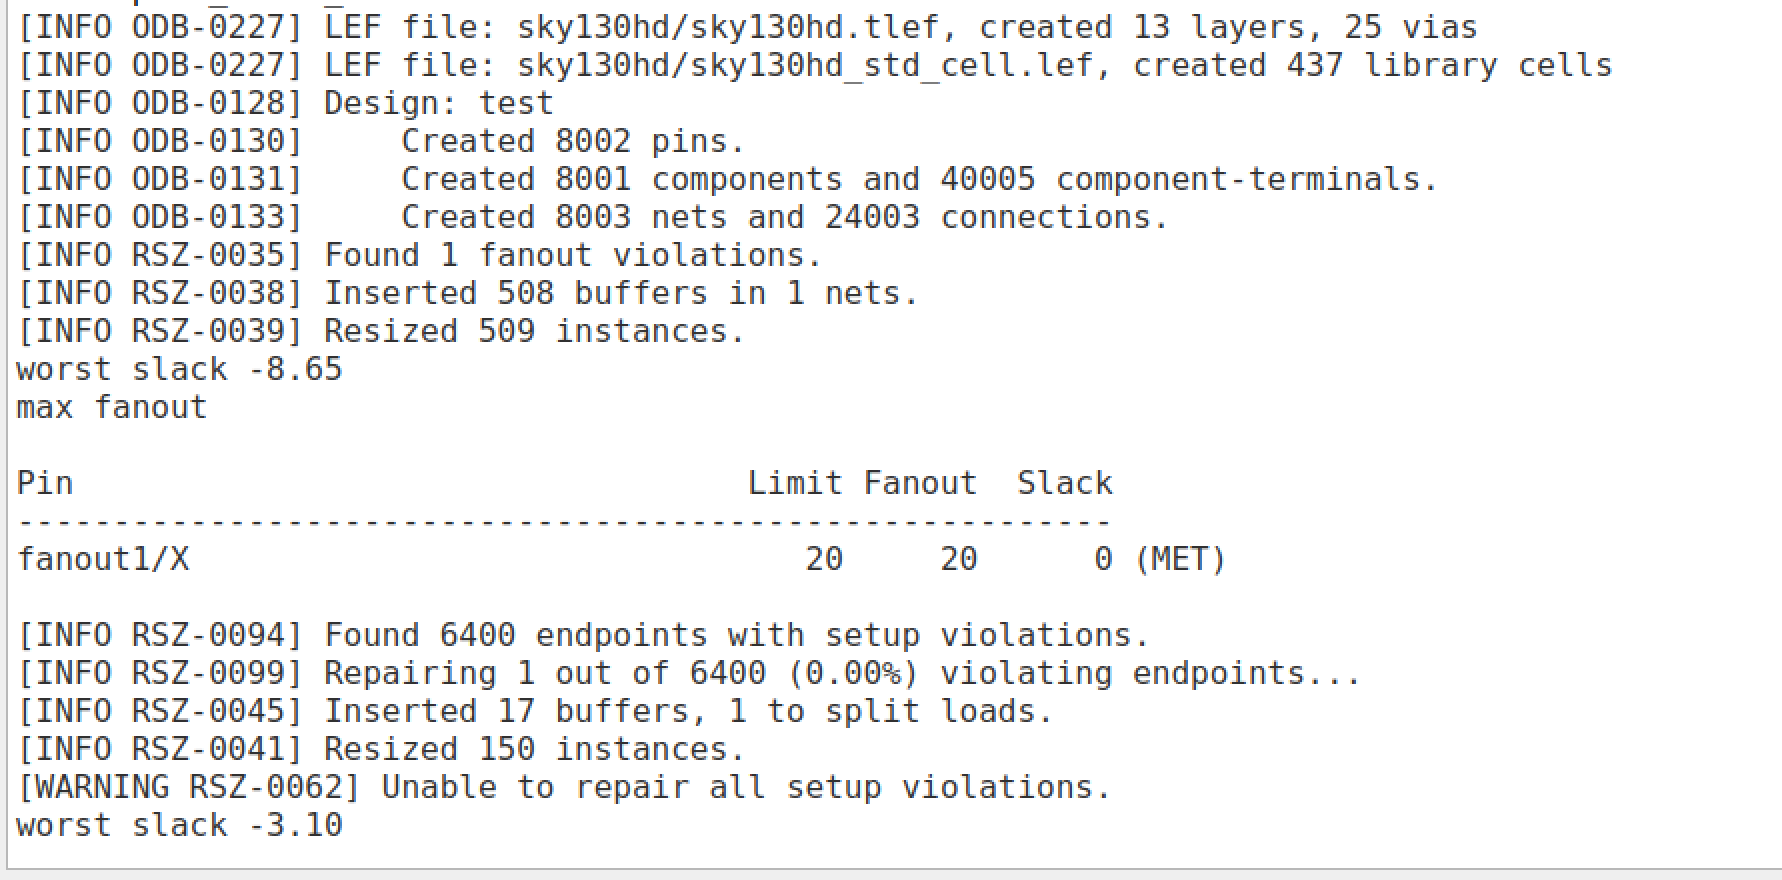 [INFO ODB-0227] LEF file: sky130hd/sky130hd.tlef, created 13 layers, 25 vias
[INFO ODB-0227] LEF file: sky130hd/sky130hd_std_cell.lef, created 437 library cells
[INFO ODB-0128] Design: test
[INFO ODB-0130]     Created 8002 pins.
[INFO ODB-0131]     Created 8001 components and 40005 component-terminals.
[INFO ODB-0133]     Created 8003 nets and 24003 connections.
[INFO RSZ-0035] Found 1 fanout violations.
[INFO RSZ-0038] Inserted 508 buffers in 1 nets.
[INFO RSZ-0039] Resized 509 instances.
worst slack -8.65
max fanout
Pin                                   Limit Fanout  Slack
---------------------------------------------------------
fanout1/X                                20     20      0 (MET)
[INFO RSZ-0094] Found 6400 endpoints with setup violations.
[INFO RSZ-0099] Repairing 1 out of 6400 (0.00%) violating endpoints...
[INFO RSZ-0045] Inserted 17 buffers, 1 to split loads.
[INFO RSZ-0041] Resized 150 instances.
[WARNING RSZ-0062] Unable to repair all setup violations.
worst slack -3.10